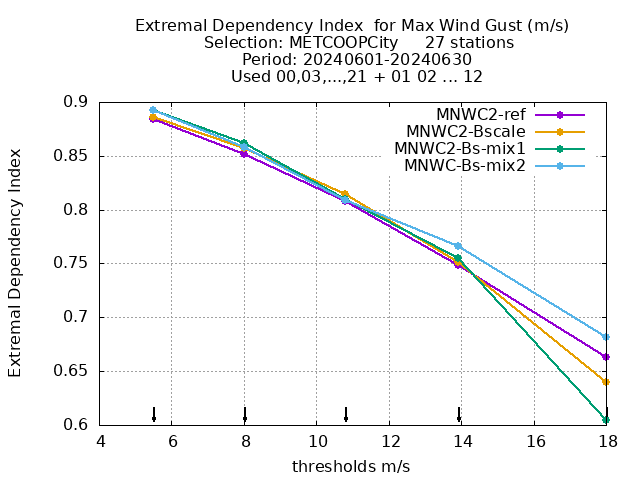 Extremal Dependency Index  for Max Wind Gust (m/s)
Selection: METCOOPCity     27 stations
Period: 20240601-20240630
Used 00,03,...,21 + 01 02 ... 12
MNWC2-ref
MNWC2-Bscale
MNWC2-Bs-mix1
MNWC-Bs-mix2
Extremal Dependency Index
0.9
0.85
0.8
0.75
0.7
0.65
0.6
4 6 8 10 12 14 16 18
thresholds m/s